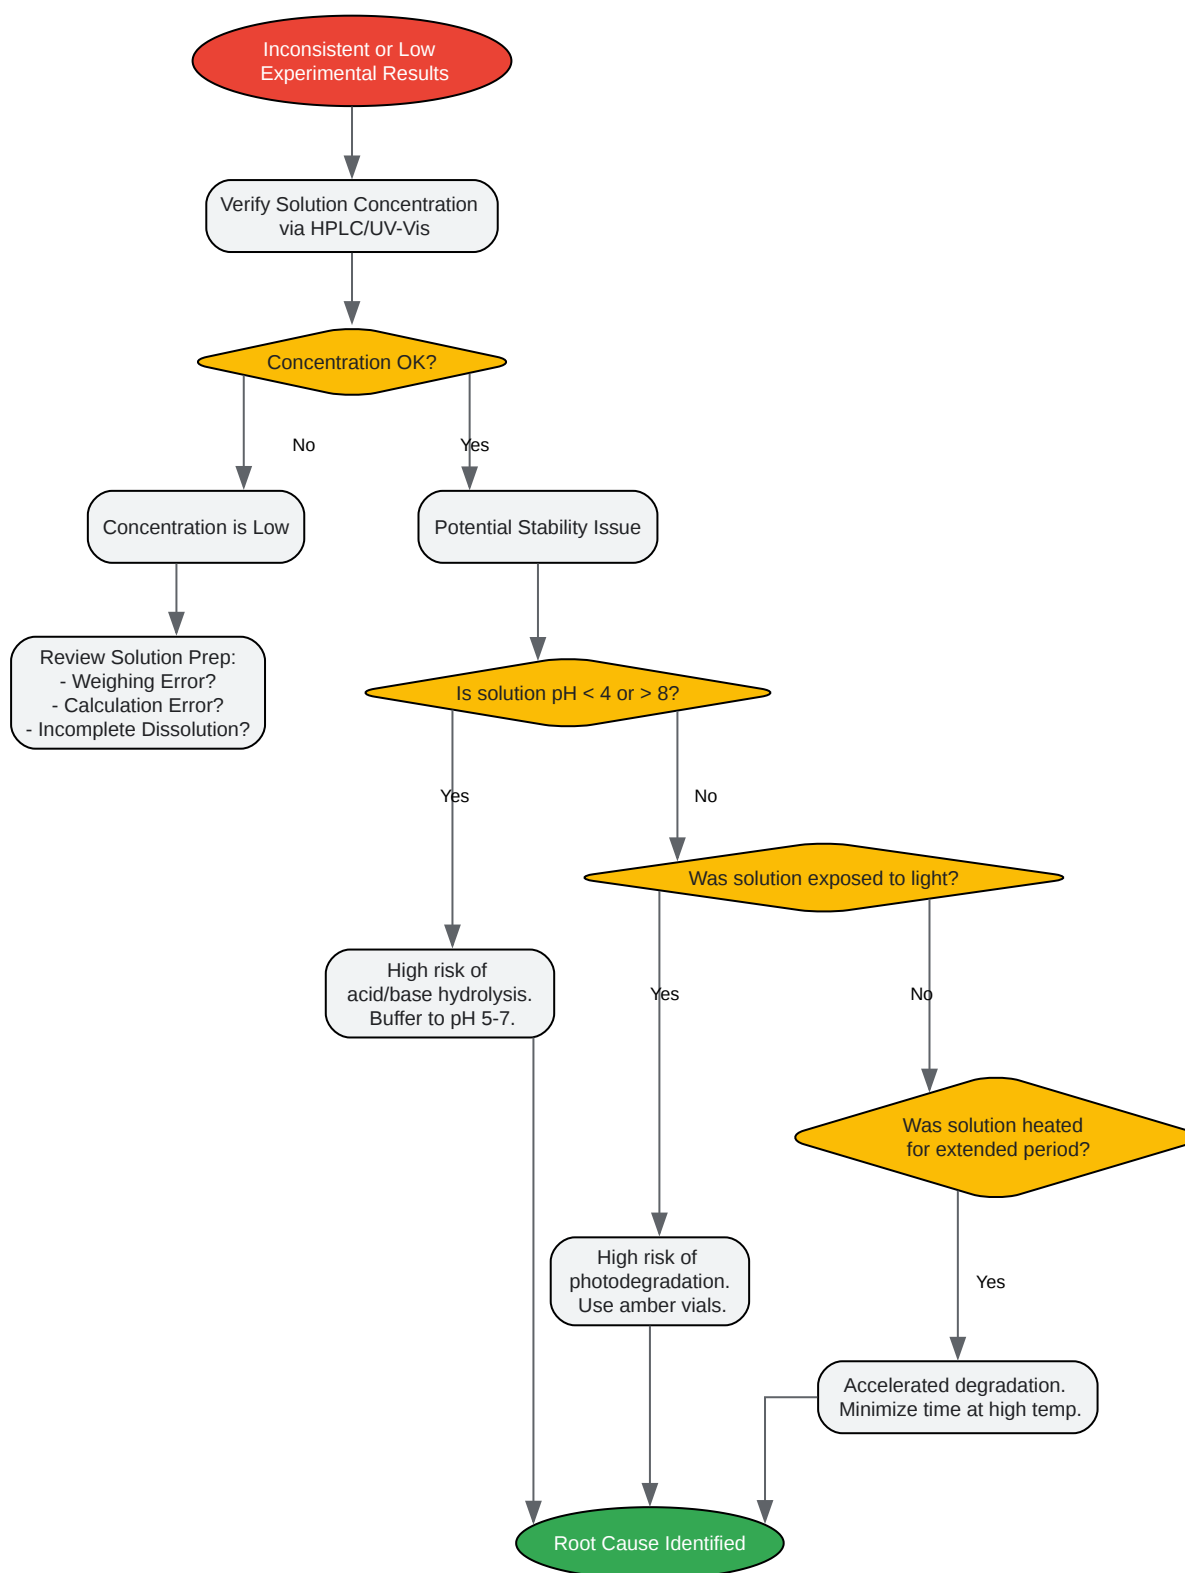 Inconsistent or Low
Experimental Results
Verify Solution Concentration
via HPLC/UV-Vis
Concentration OK?
No
Yes
Concentration is Low
Potential Stability Issue
Review Solution Prep:
- Weighing Error?
- Calculation Error?
- Incomplete Dissolution?
Is solution pH < 4 or > 8?
Yes
No
Was solution exposed to light?
High risk of
acid/base hydrolysis.
Buffer to pH 5-7.
Yes
No
Was solution heated
for extended period?
High risk of
photodegradation.
Use amber vials.
Yes
Accelerated degradation.
Minimize time at high temp.
Root Cause Identified